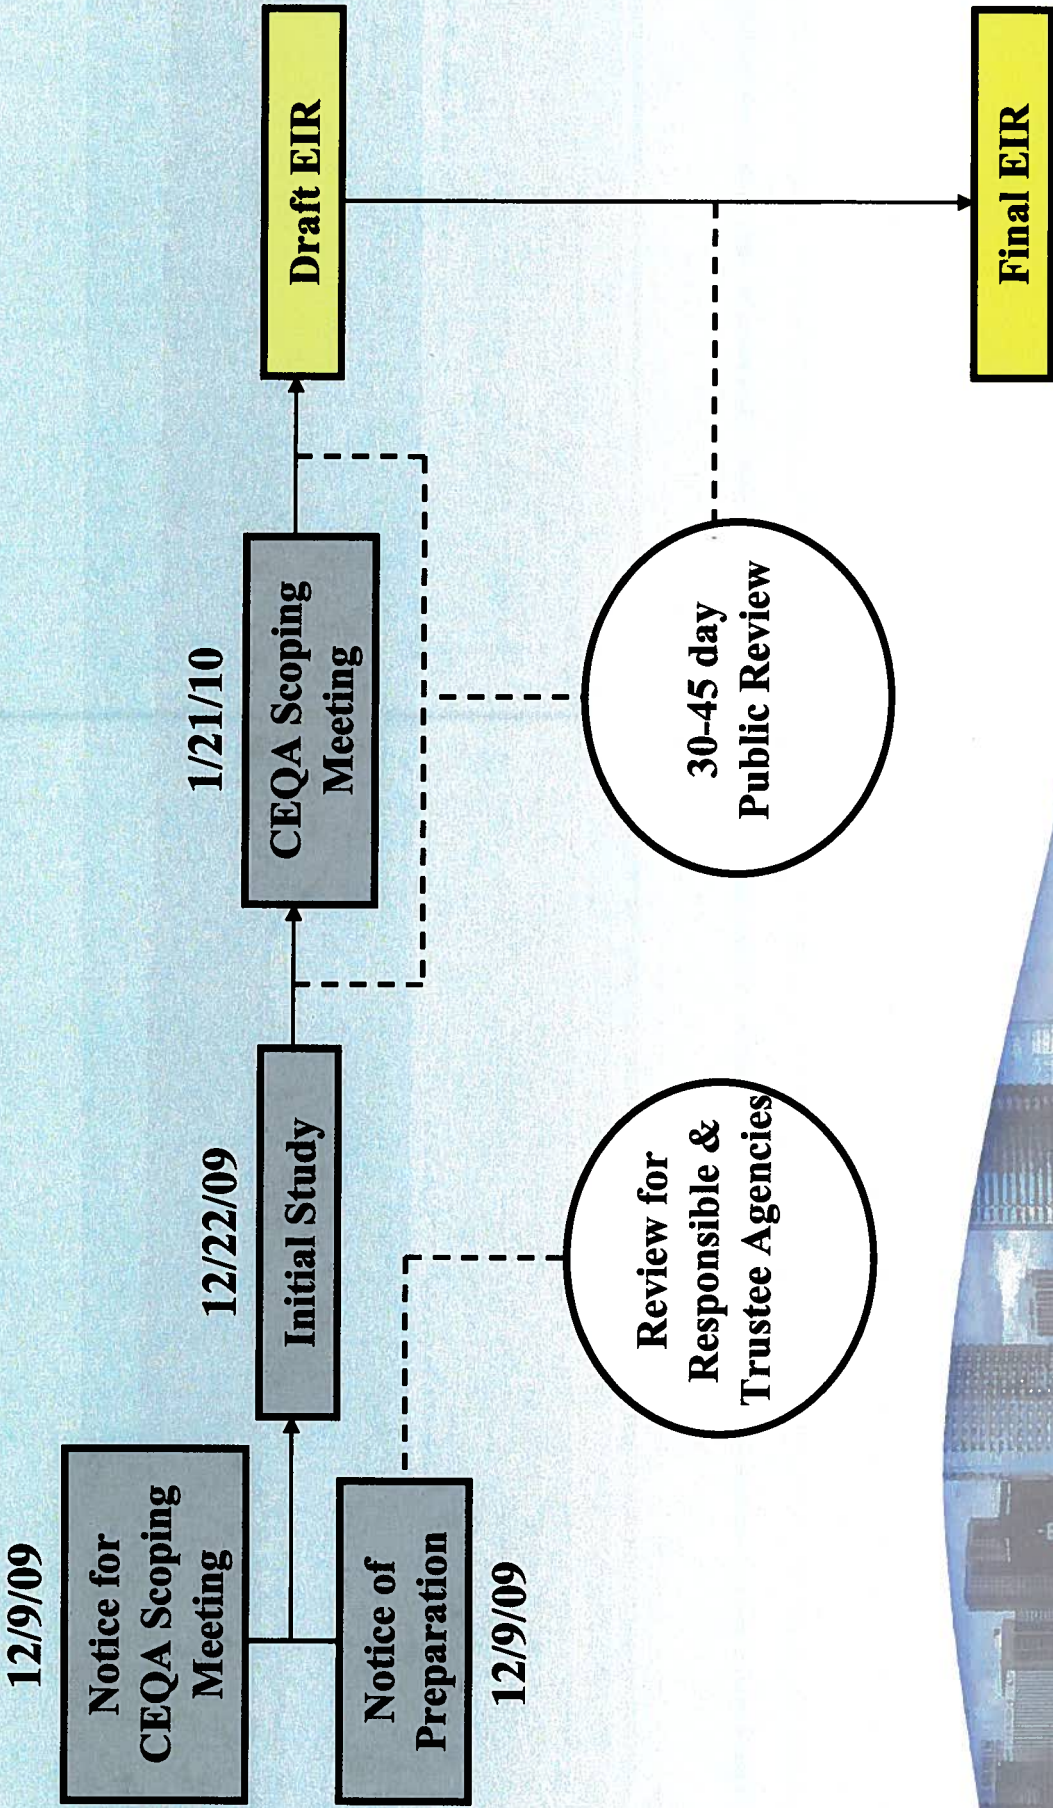 12/9/09
Notice for
CEQA Scoping
Meeting
Notice of
Preparation
12/9/09
12/22/09
Initial Study
1/21/10
CEQA Scoping
Meeting
Draft EIR
Review for
Responsible &
Trustee Agencies
30-45 day
Public Review
Final EIR